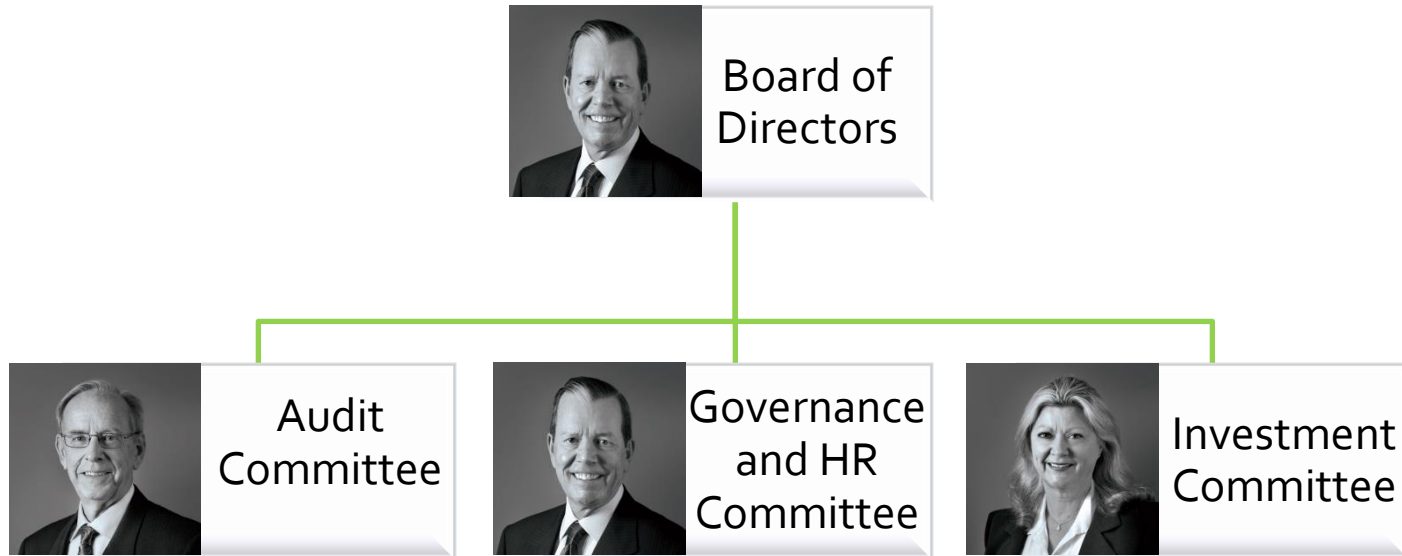 Board of
Directors
Audit
Committee
Governance
and HR
Committee
Investment
Committee